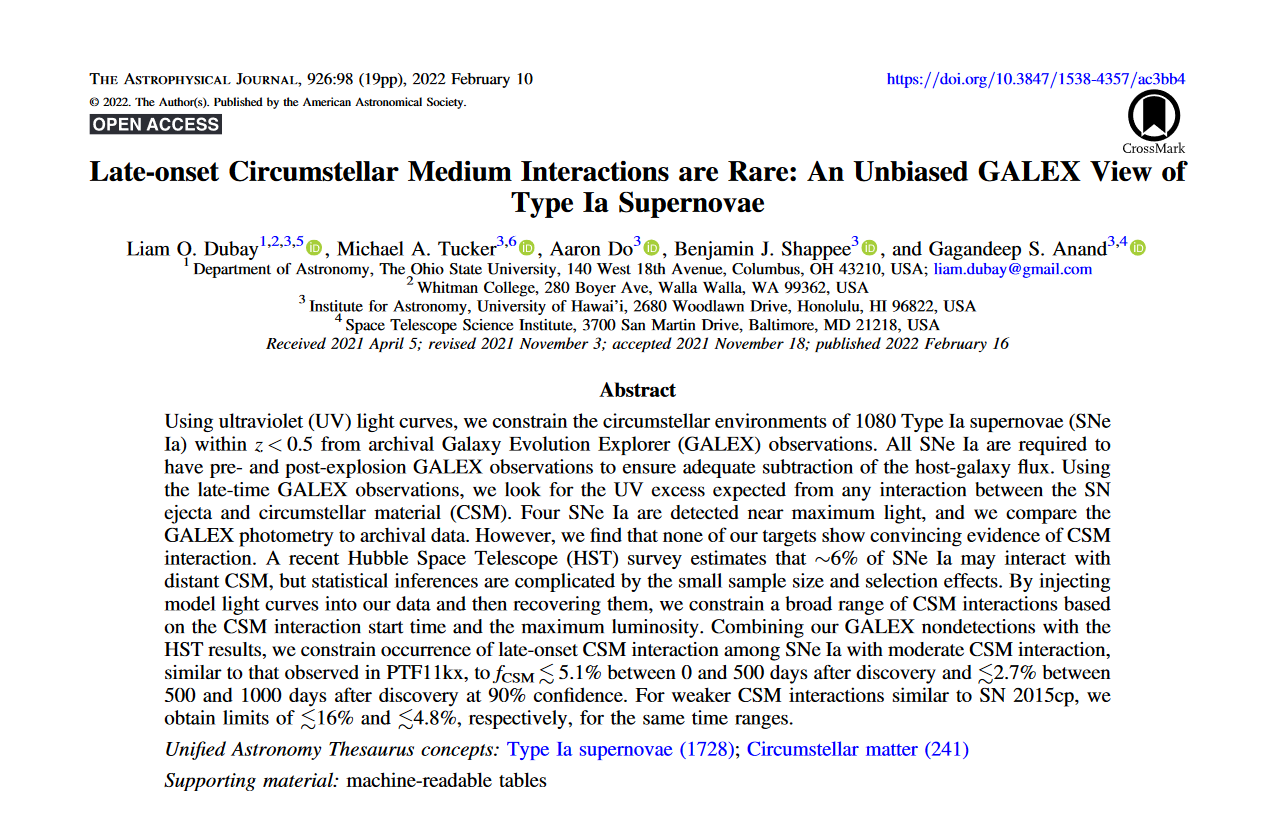 THE ASTROPHYSICAL JOURNAL, 926:98 (19pp), 2022 February 10
https://doi.org/10.3847/1538-4357/ac3bb4
© 2022. The Author(s). Published by the American Astronomical Society.
OPEN ACCESS
CrossMark
Late-onset Circumstellar Medium Interactions are Rare: An Unbiased GALEX View of
Type Ia Supernovae
Liam O. Dubay1,2,3,5 iD, Michael A. Tucker3,6 iD, Aaron Do3 iD, Benjamin J. Shappee3 iD, and Gagandeep S. Anand3,4 iD
1 Department of Astronomy, The Ohio State University, 140 West 18th Avenue, Columbus, OH 43210, USA; liam.dubay@gmail.com
2 Whitman College, 280 Boyer Ave, Walla Walla, WA 99362, USA
3 Institute for Astronomy, University of Hawai'i, 2680 Woodlawn Drive, Honolulu, HI 96822, USA
4 Space Telescope Science Institute, 3700 San Martin Drive, Baltimore, MD 21218, USA
Received 2021 April 5; revised 2021 November 3; accepted 2021 November 18; published 2022 February 16
Abstract
Using ultraviolet (UV) light curves, we constrain the circumstellar environments of 1080 Type Ia supernovae (SNe
Ia) within z < 0.5 from archival Galaxy Evolution Explorer (GALEX) observations. All SNe Ia are required to
have pre- and post-explosion GALEX observations to ensure adequate subtraction of the host-galaxy flux. Using
the late-time GALEX observations, we look for the UV excess expected from any interaction between the SN
ejecta and circumstellar material (CSM). Four SNe Ia are detected near maximum light, and we compare the
GALEX photometry to archival data. However, we find that none of our targets show convincing evidence of CSM
interaction. A recent Hubble Space Telescope (HST) survey estimates that ∼6% of SNe Ia may interact with
distant CSM, but statistical inferences are complicated by the small sample size and selection effects. By injecting
model light curves into our data and then recovering them, we constrain a broad range of CSM interactions based
on the CSM interaction start time and the maximum luminosity. Combining our GALEX nondetections with the
HST results, we constrain occurrence of late-onset CSM interaction among SNe Ia with moderate CSM interaction,
similar to that observed in PTF11kx, to fCSM ≲ 5.1% between 0 and 500 days after discovery and ≲2.7% between
500 and 1000 days after discovery at 90% confidence. For weaker CSM interactions similar to SN 2015cp, we
obtain limits of ≲16% and ≲4.8%, respectively, for the same time ranges.
Unified Astronomy Thesaurus concepts: Type Ia supernovae (1728); Circumstellar matter (241)
Supporting material: machine-readable tables